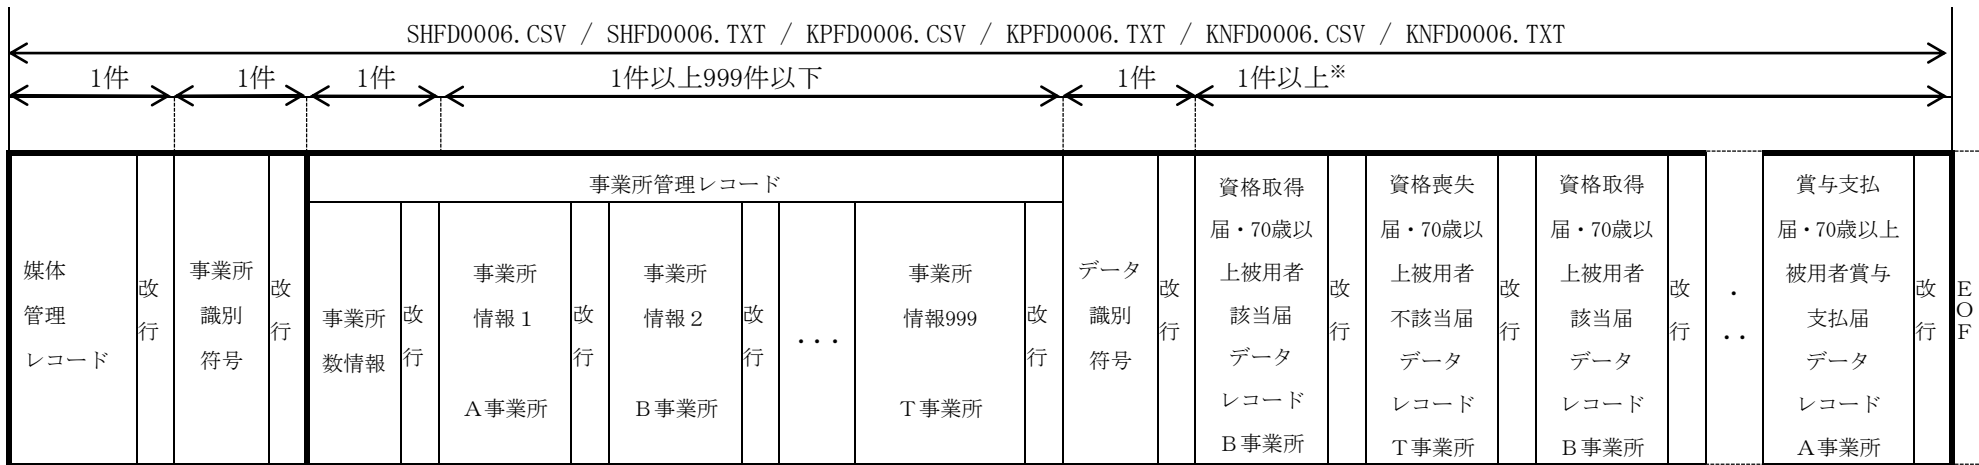 SHFD0006.CSV / SHFD0006.TXT / KPFD0006.CSV / KPFD0006.TXT / KNFD0006.CSV / KNFD0006.TXT
1件
1件
1件
1件以上999件以下
1件
1件以上※
媒体
管理
レコード
改
行
事業所
識別
符号
改
行
事業所管理レコード
事業所
数情報
改
行
事業所
情報1
A事業所
改
行
事業所
情報2
B事業所
改
行
・・・
事業所
情報999
T事業所
改
行
データ
識別
符号
改
行
資格取得
届・70歳以
上被用者
該当届
データ
レコード
B事業所
改
行
資格喪失
届・70歳以
上被用者
不該当届
データ
レコード
T事業所
改
行
資格取得
届・70歳以
上被用者
該当届
データ
レコード
B事業所
改
行
・
・・
賞与支払
届・70歳以上
被用者賞与
支払届
データ
レコード
A事業所
改
行
EOF